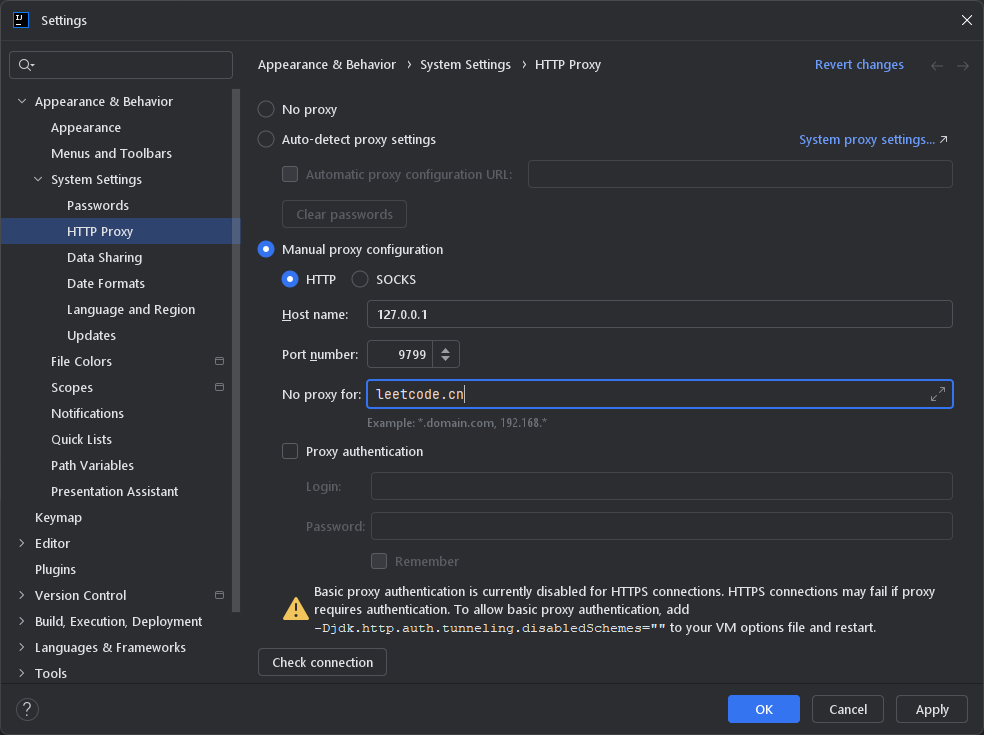 Settings
Appearance & Behavior
Appearance
Menus and Toolbars
System Settings
Passwords
HTTP Proxy
Data Sharing
Date Formats
Language and Region
Updates
File Colors
Scopes
Notifications
Quick Lists
Path Variables
Presentation Assistant
Keymap
Editor
Plugins
Version Control
Build, Execution, Deployment
Languages & Frameworks
Tools
Appearance & Behavior › System Settings › HTTP Proxy
Revert changes
No proxy
Auto-detect proxy settings
System proxy settings...
Automatic proxy configuration URL:
Clear passwords
Manual proxy configuration
HTTP SOCKS
Host name: 127.0.0.1
Port number: 9799
No proxy for: leetcode.cn
Example: *.domain.com, 192.168.*
Proxy authentication
Login:
Password:
Remember
Basic proxy authentication is currently disabled for HTTPS connections. HTTPS connections may fail if proxy
requires authentication. To allow basic proxy authentication, add
-Djdk.http.auth.tunneling.disabledSchemes="" to your VM options file and restart.
Check connection
?
OK
Cancel
Apply